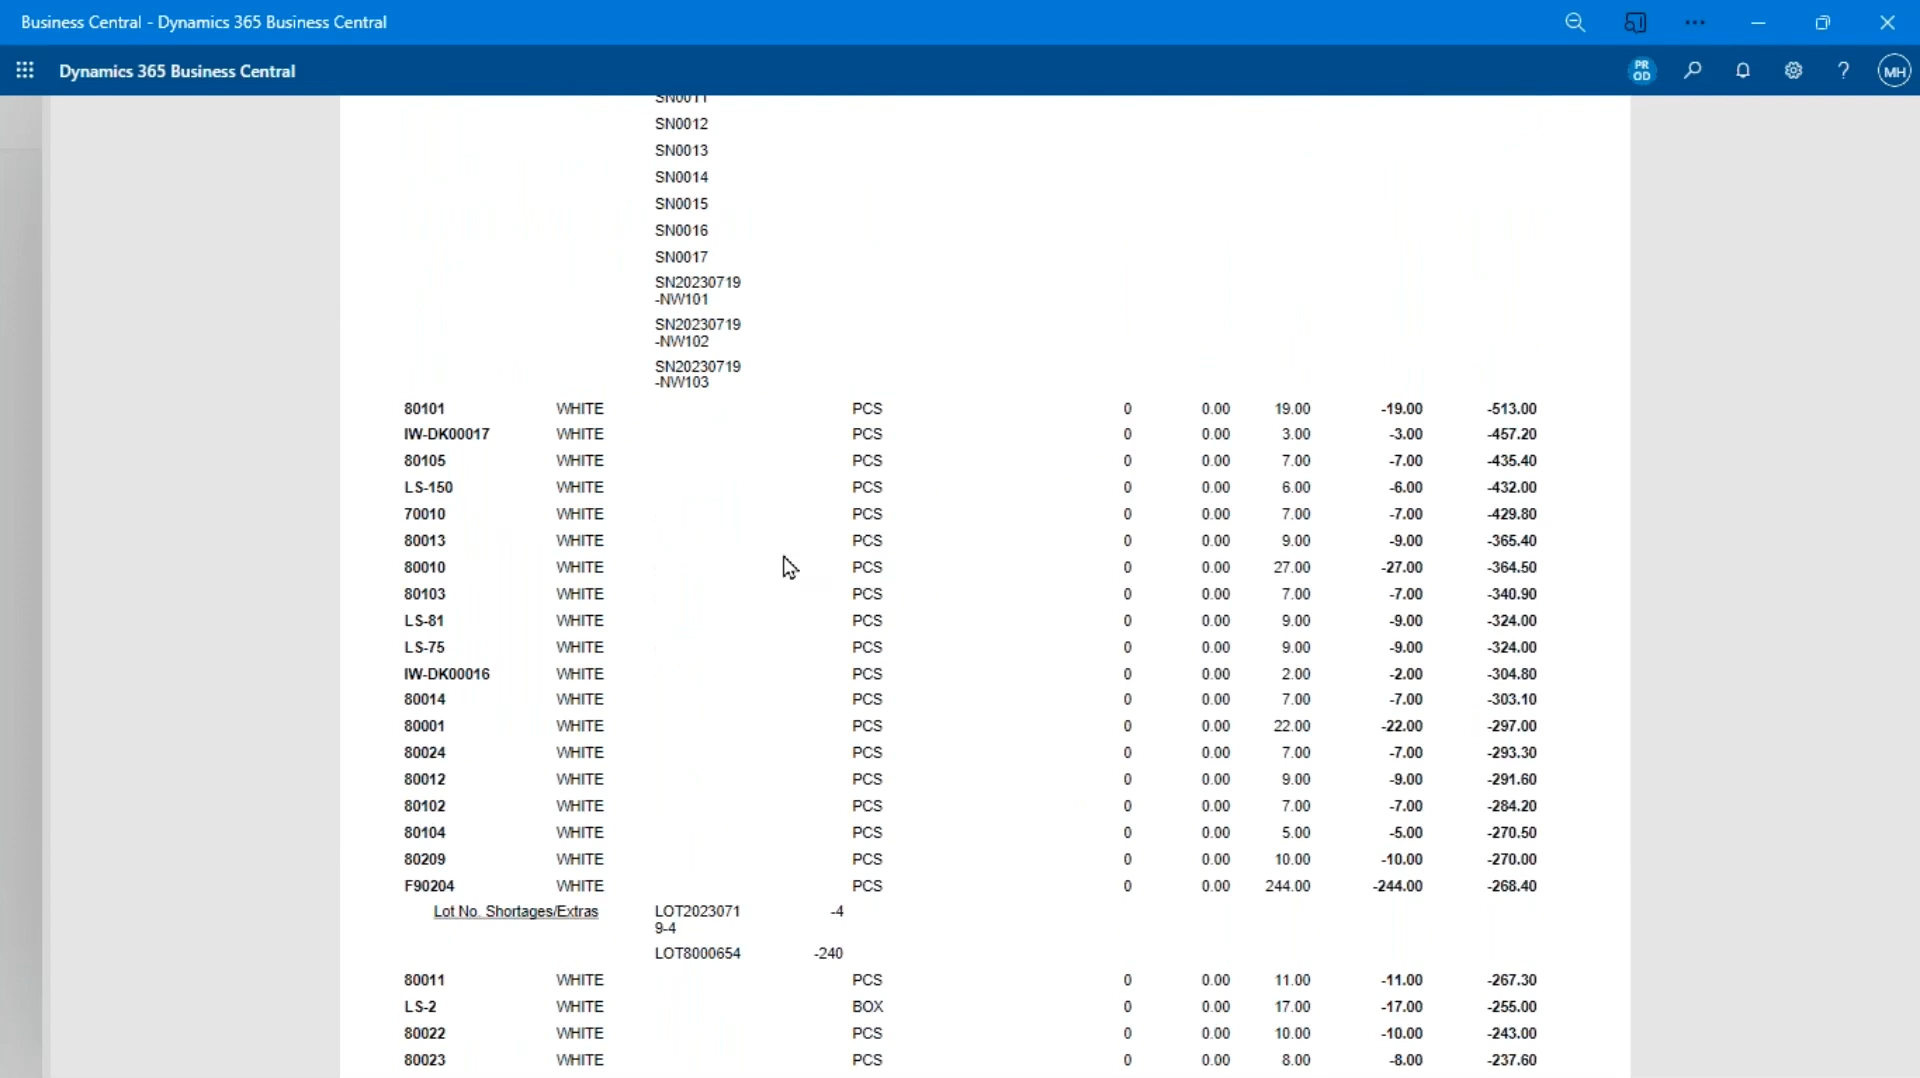 Business Central - Dynamics 365 Business Central
Dynamics 365 Business Central
PR
OD
?
MH
SN0011
SN0012
SN0013
SN0014
SN0015
SN0016
SN0017
SN20230719
-NW101
SN20230719
-NW102
SN20230719
-NW103
80101 WHITE PCS 0 0.00 19.00 -19.00 -513.00
IW-DK00017 WHITE PCS 0 0.00 3.00 -3.00 -457.20
80105 WHITE PCS 0 0.00 7.00 -7.00 -435.40
LS-150 WHITE PCS 0 0.00 6.00 -6.00 -432.00
70010 WHITE PCS 0 0.00 7.00 -7.00 -429.80
80013 WHITE PCS 0 0.00 9.00 -9.00 -365.40
80010 WHITE PCS 0 0.00 27.00 -27.00 -364.50
80103 WHITE PCS 0 0.00 7.00 -7.00 -340.90
LS-81 WHITE PCS 0 0.00 9.00 -9.00 -324.00
LS-75 WHITE PCS 0 0.00 9.00 -9.00 -324.00
IW-DK00016 WHITE PCS 0 0.00 2.00 -2.00 -304.80
80014 WHITE PCS 0 0.00 7.00 -7.00 -303.10
80001 WHITE PCS 0 0.00 22.00 -22.00 -297.00
80024 WHITE PCS 0 0.00 7.00 -7.00 -293.30
80012 WHITE PCS 0 0.00 9.00 -9.00 -291.60
80102 WHITE PCS 0 0.00 7.00 -7.00 -284.20
80104 WHITE PCS 0 0.00 5.00 -5.00 -270.50
80209 WHITE PCS 0 0.00 10.00 -10.00 -270.00
F90204 WHITE PCS 0 0.00 244.00 -244.00 -268.40
Lot No. Shortages/Extras LOT2023071 -4
9-4
LOT8000654 -240
80011 WHITE PCS 0 0.00 11.00 -11.00 -267.30
LS-2 WHITE BOX 0 0.00 17.00 -17.00 -255.00
80022 WHITE PCS 0 0.00 10.00 -10.00 -243.00
80023 WHITE PCS 0 0.00 8.00 -8.00 -237.60